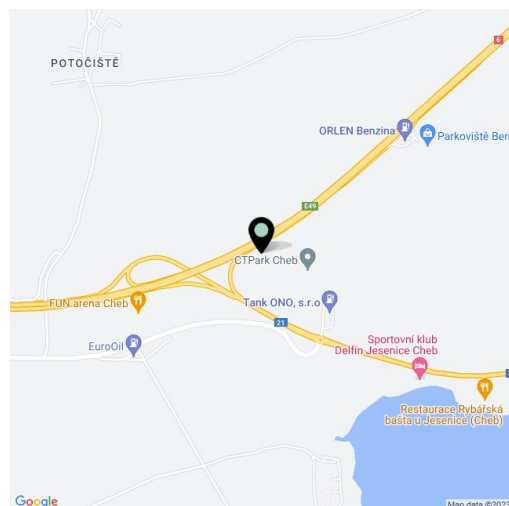 6
POTOČIŠTĚ
ORLEN Benzina
Parkoviště Ben
E49
CTPark Cheb
FUN arena Cheb
Tank ONO, s.r.o
21
EuroOil
Sportovní klub
Delfín Jesenice Cheb
Restaurace Rybářská
bašta u Jesenice (Cheb)
Google
Map data ©2023